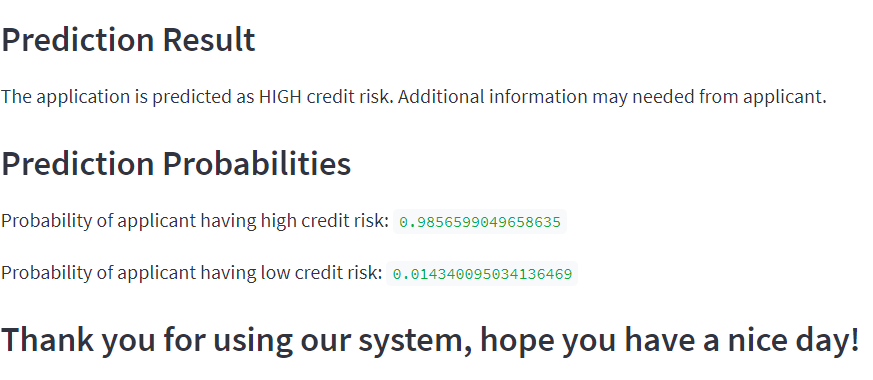 Prediction Result
The application is predicted as HIGH credit risk. Additional information may needed from applicant.
Prediction Probabilities
Probability of applicant having high credit risk: 0.9856599049658635
Probability of applicant having low credit risk: 0.014340095034136469
Thank you for using our system, hope you have a nice day!